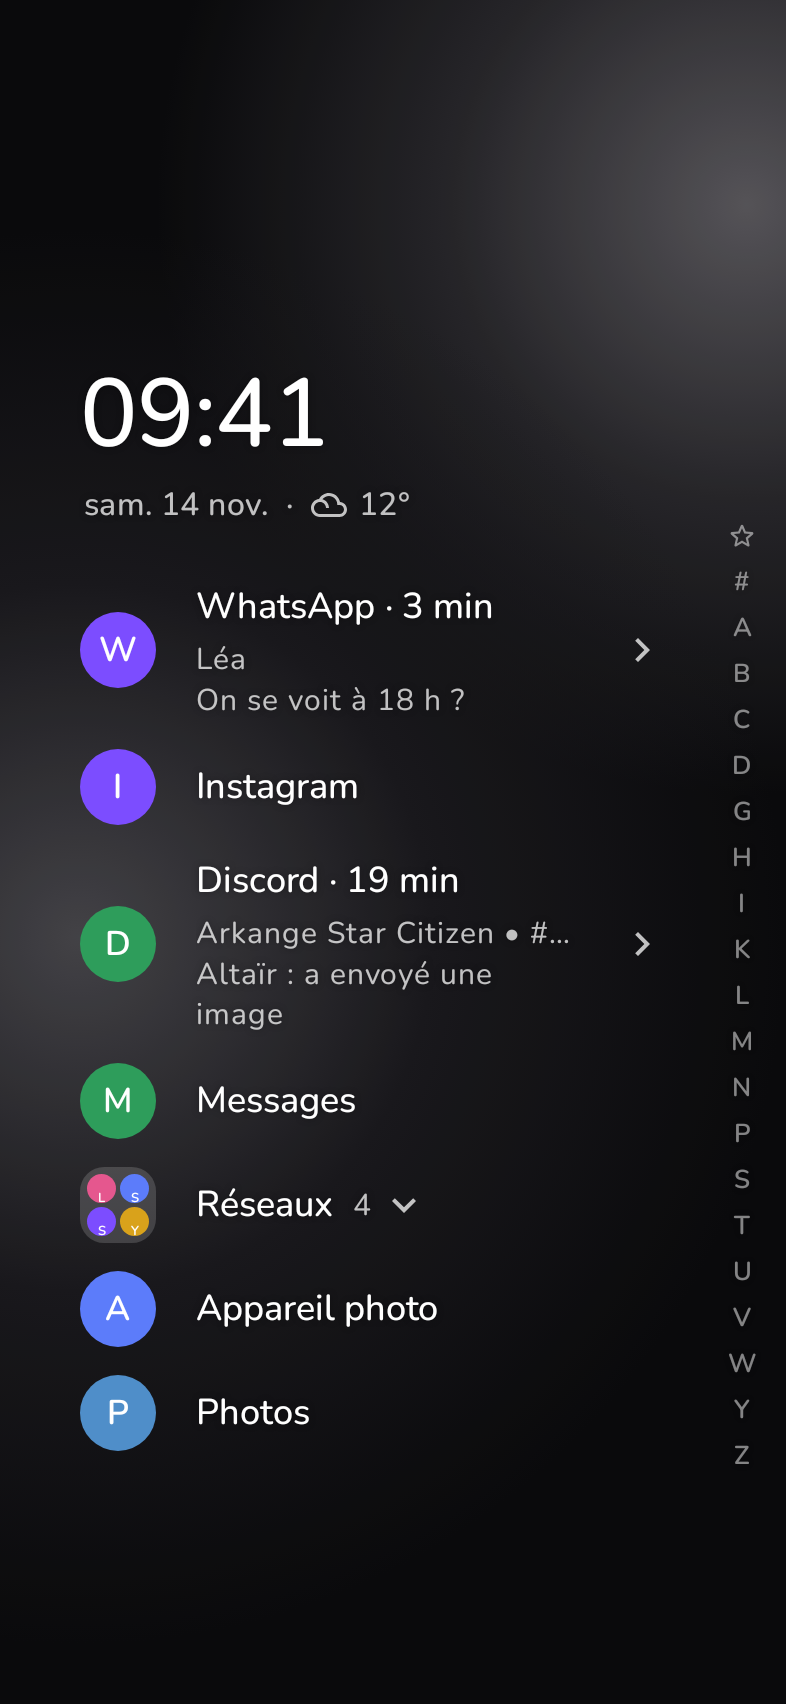 09:41
sam. 14 nov. · 12°
WhatsApp · 3 min
W
Léa
On se voit à 18 h ?
I
Instagram
Discord · 19 min
D
Arkange Star Citizen • #...
Altaïr : a envoyé une
image
M
Messages
L S
S Y
Réseaux 4
A
Appareil photo
P
Photos
#
A
B
C
D
G
H
I
K
L
M
N
P
S
T
U
V
W
Y
Z